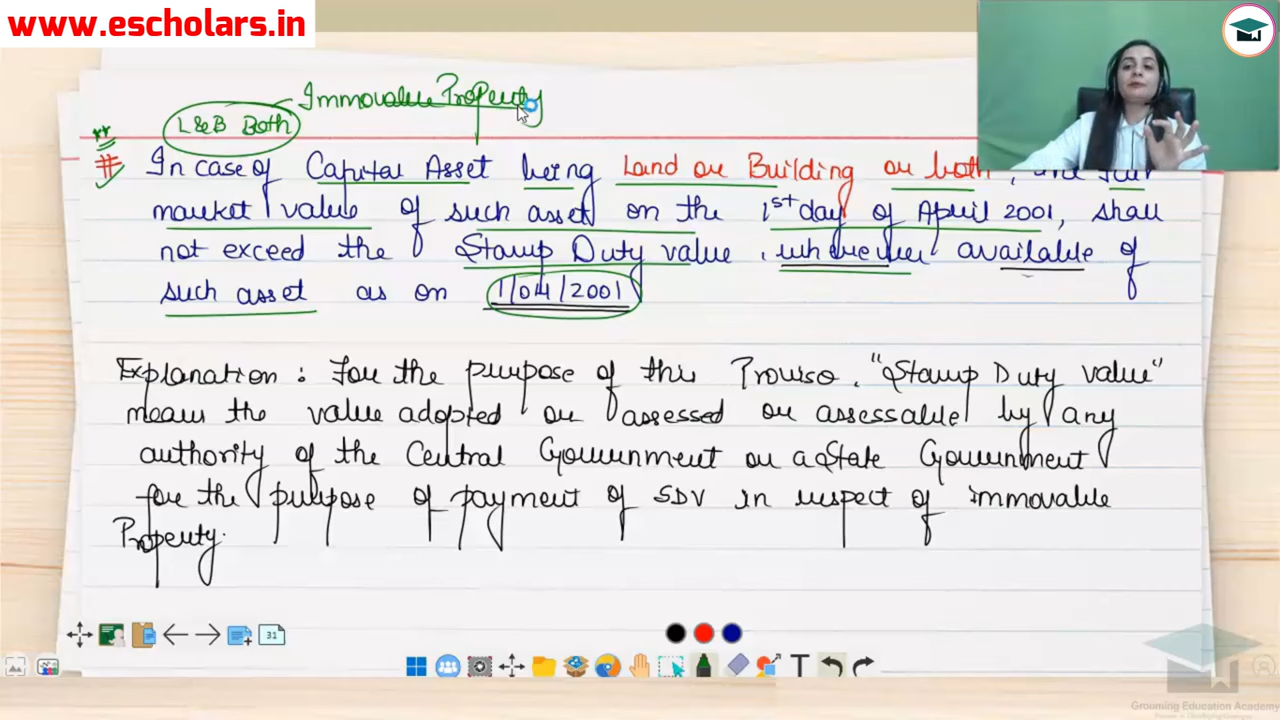 www.escholars.in
Immovable Property
L&B Both
**
# In case of Capital Asset being Land or Building or both, the fair
market value of such asset on the 1st day of April 2001, shall
not exceed the Stamp Duty value, wherever available of
such asset as on 1/04/2001
Explanation : For the purpose of this Proviso, "Stamp Duty value"
means the value adopted or assessed or assessable by any
authority of the Central Government or a State Government
for the purpose of payment of SDV in respect of immovable
Property.
31
T
Grooming Education Academy